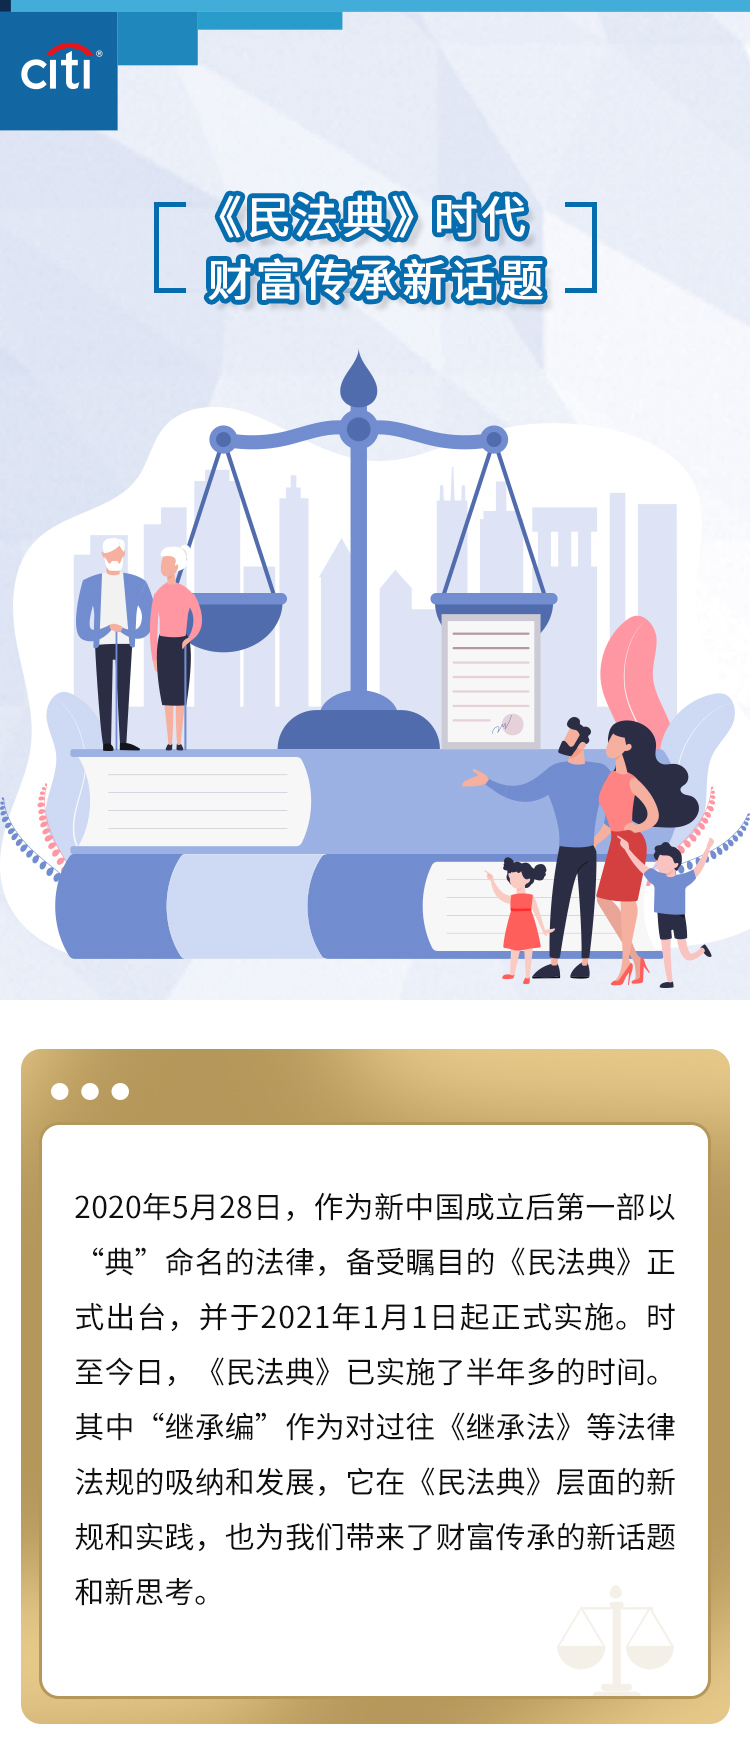 citi®
《民法典》时代
财富传承新话题
2020年5月28日，作为新中国成立后第一部以
“典”命名的法律，备受瞩目的《民法典》正
式出台，并于2021年1月1日起正式实施。时
至今日，《民法典》已实施了半年多的时间。
其中“继承编”作为对过往《继承法》等法律
法规的吸纳和发展，它在《民法典》层面的新
规和实践，也为我们带来了财富传承的新话题
和新思考。